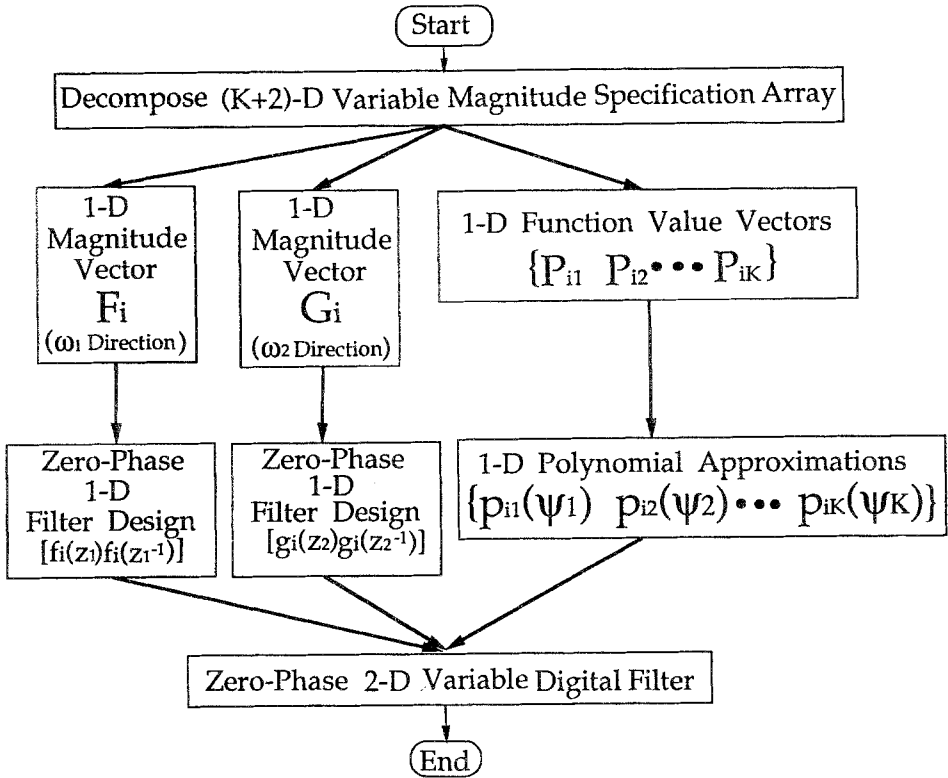 Start
Decompose (K+2)-D Variable Magnitude Specification Array
1-D
Magnitude
Vector
Fi
(ω1 Direction)
1-D
Magnitude
Vector
Gi
(ω2 Direction)
1-D Function Value Vectors
{Pi1 Pi2••• PiK}
Zero-Phase
1-D
Filter Design
[fi(z1)fi(z1⁻¹)]
Zero-Phase
1-D
Filter Design
[gi(z2)gi(z2⁻¹)]
1-D Polynomial Approximations
{pi1(ψ1) pi2(ψ2)••• piK(ψK)}
Zero-Phase 2-D Variable Digital Filter
End